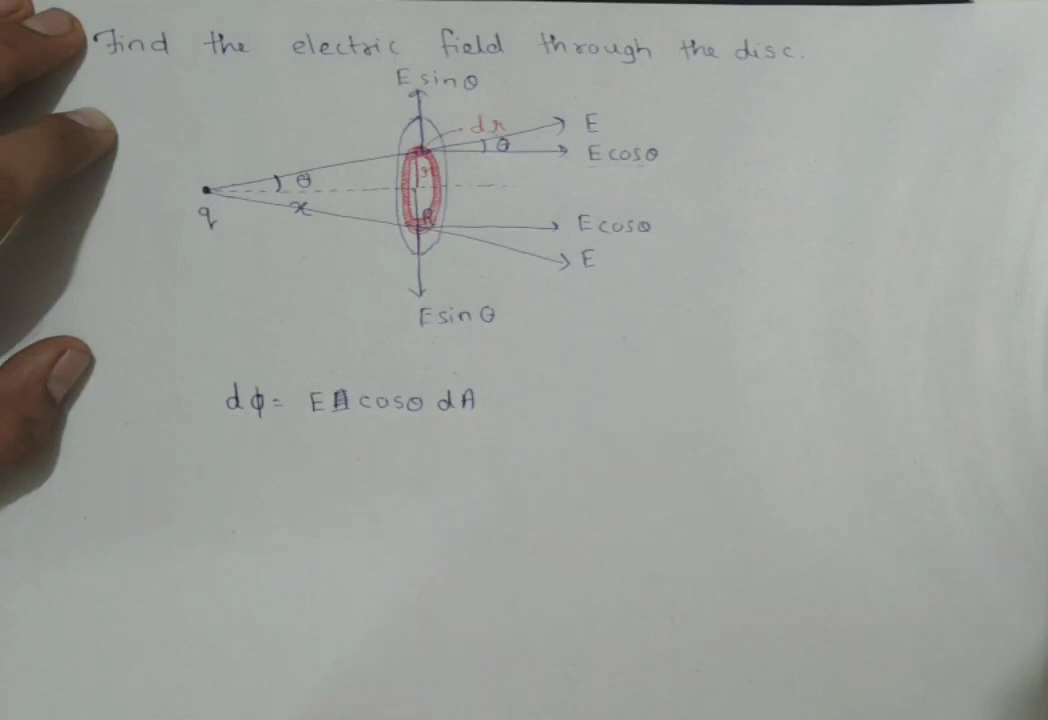 Find the electric field through the disc.
E sinθ
dr
E
θ
E cosθ
θ
r
q
x
R
E cosθ
E
E sinθ
dφ = E cosθ dA